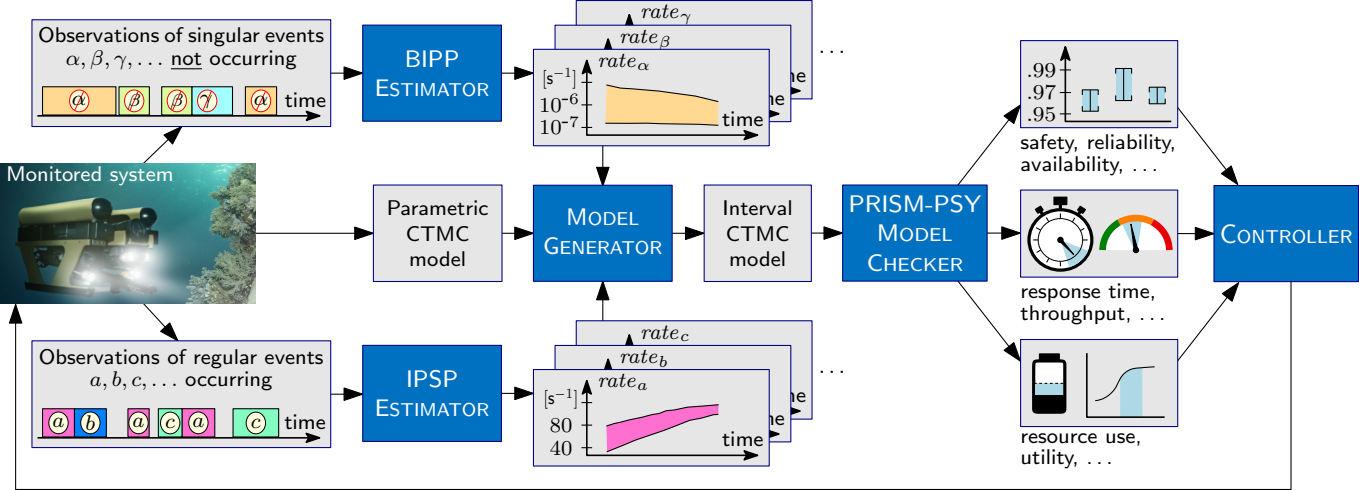 Observations of singular events
α, β, γ, . . . not occurring
α β β γ α time
BIPP
ESTIMATOR
rateγ
rateβ
rateα
[s⁻¹]
10⁻⁶
10⁻⁷
time
. . .
Monitored system
Parametric
CTMC
model
MODEL
GENERATOR
Interval
CTMC
model
PRISM-PSY
MODEL
CHECKER
.99
.97
.95
safety, reliability,
availability, . . .
response time,
throughput, . . .
resource use,
utility, . . .
CONTROLLER
Observations of regular events
a, b, c, . . . occurring
a b a c a c time
IPSP
ESTIMATOR
rate_c
rate_b
rate_a
[s⁻¹]
80
40
time
. . .